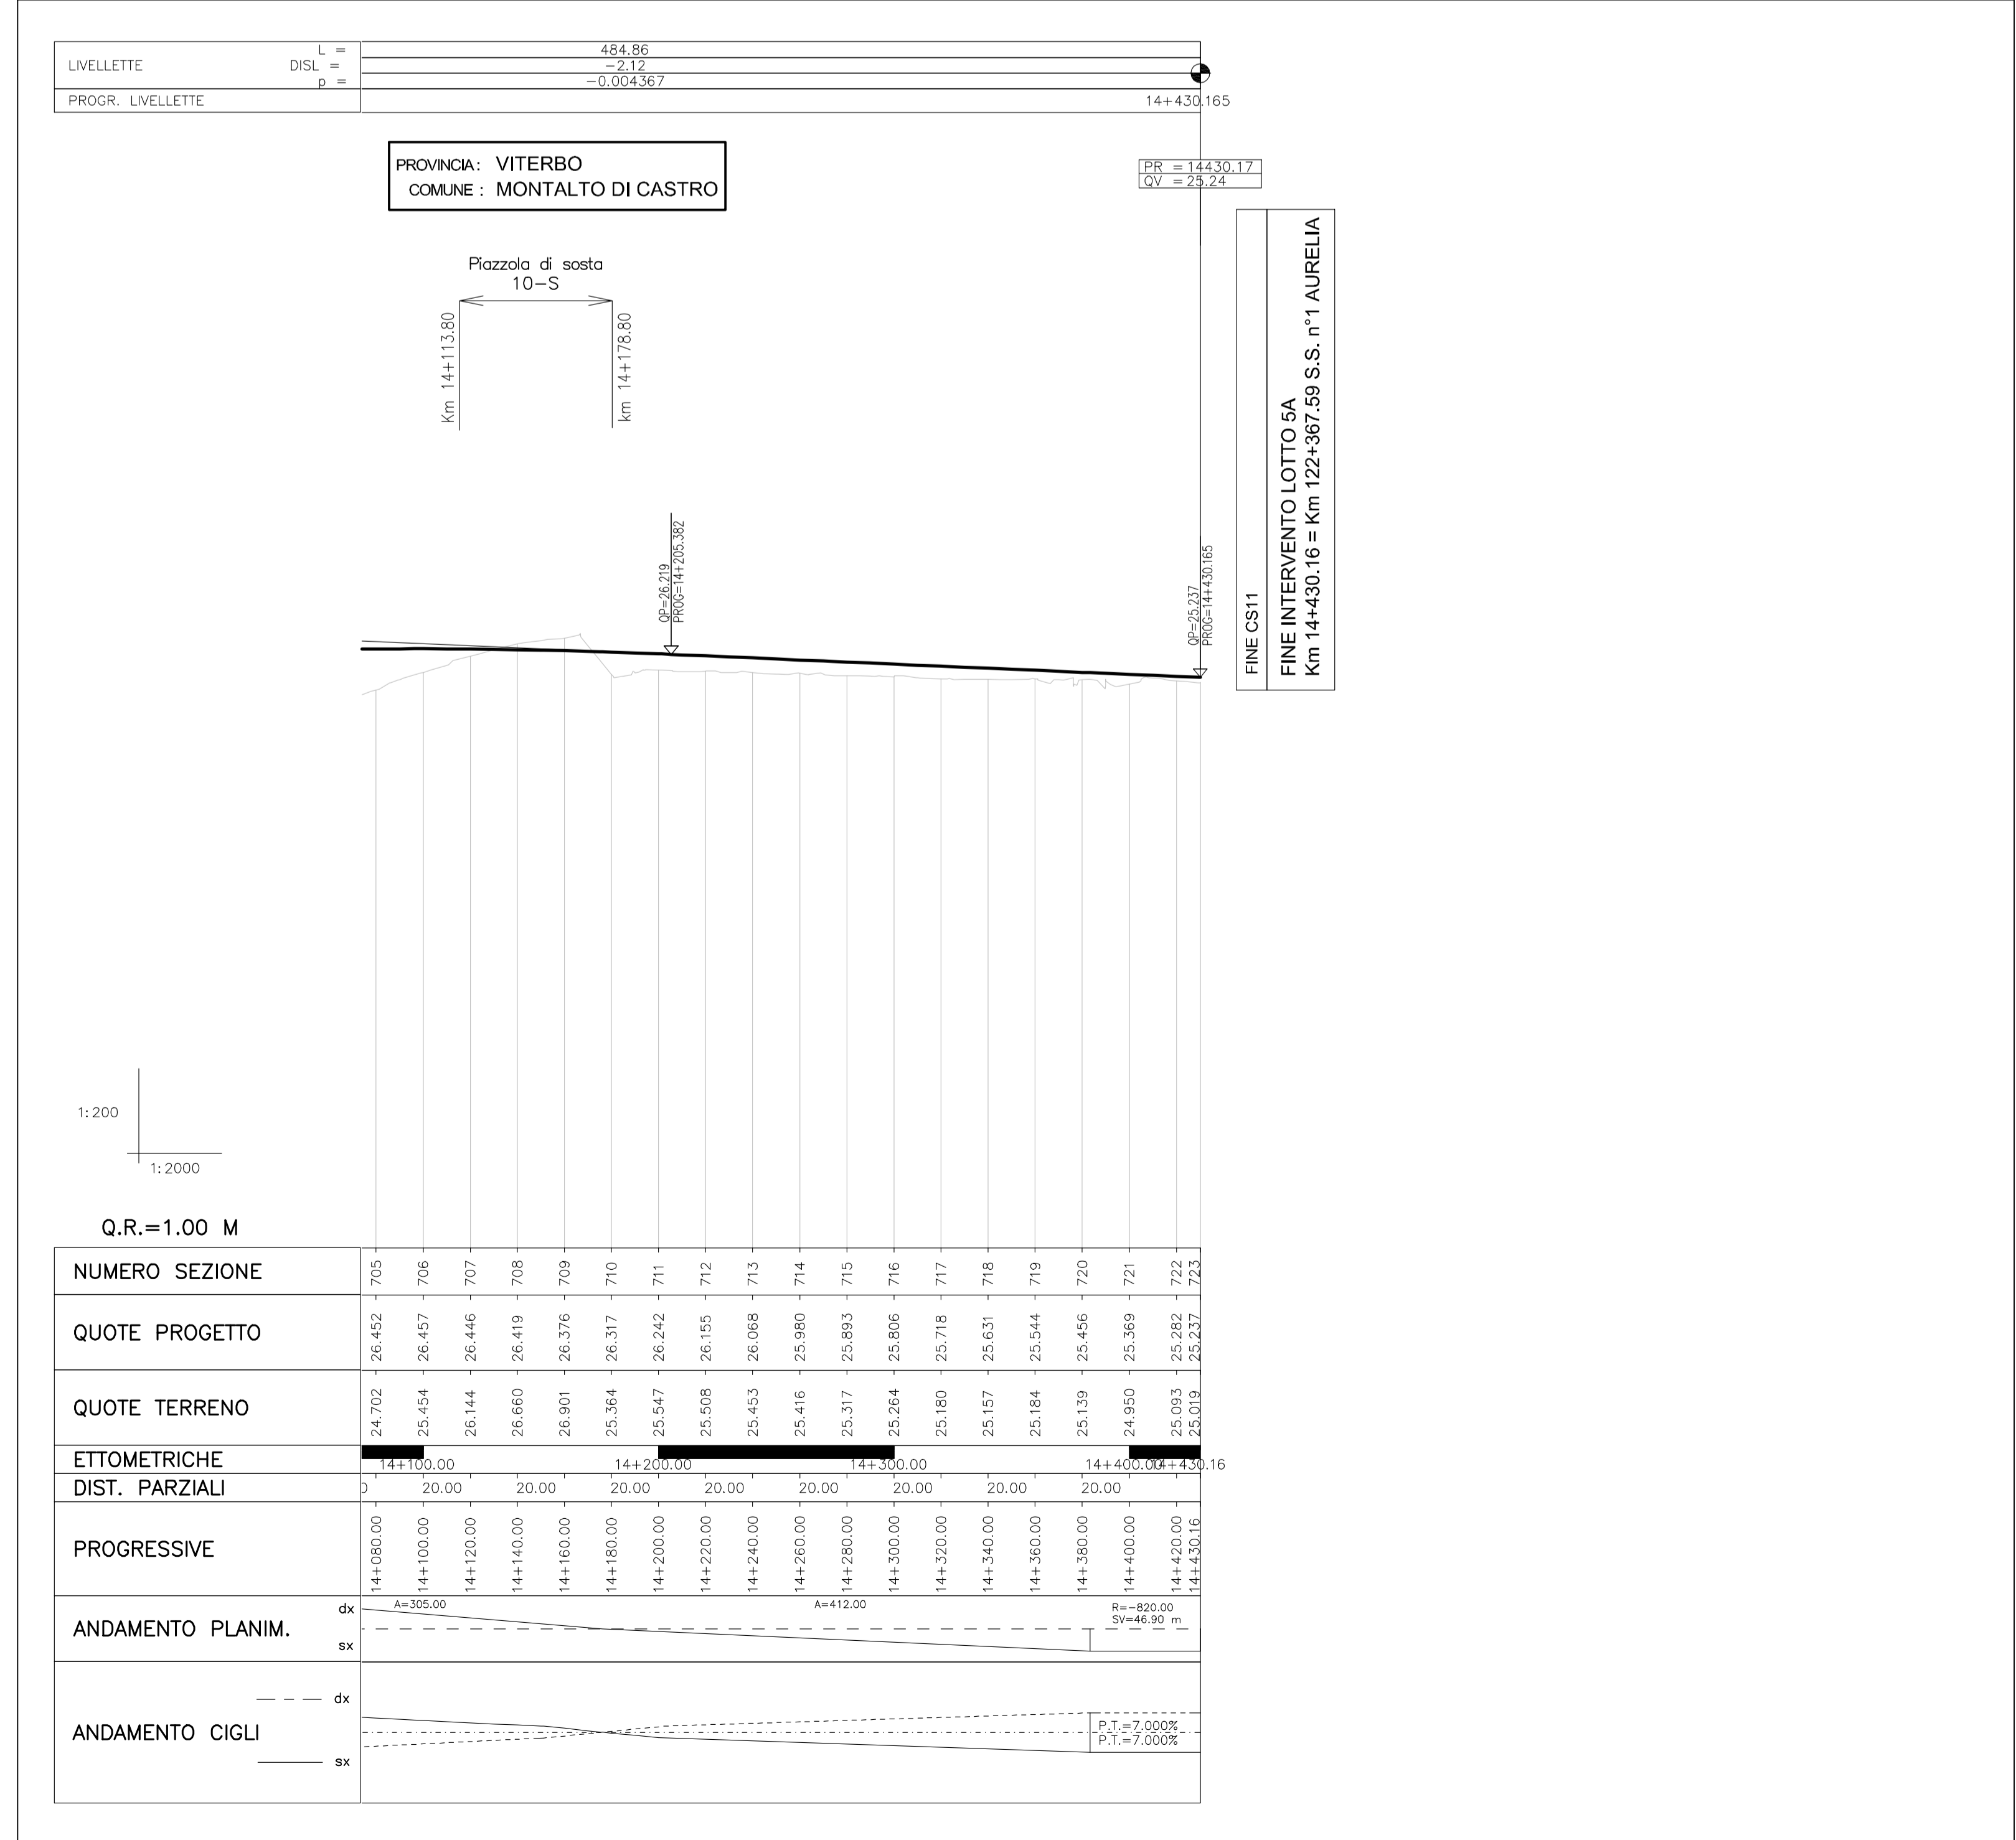 L = 484.86
LIVELLETTE DISL = -2.12
p = -0.004367
PROGR. LIVELLETTE 14+430.165
PROVINCIA: VITERBO
COMUNE : MONTALTO DI CASTRO
PR = 14430.17
QV = 25.24
Piazzola di sosta
10-S
Km 14+113.80
km 14+178.80
QP=26.219
PROG=14+205.382
QP=25.237
PROG=14+430.165
FINE CS11
FINE INTERVENTO LOTTO 5A
Km 14+430.16 = Km 122+367.59 S.S. n°1 AURELIA
1:200
1:2000
Q.R.=1.00 M
NUMERO SEZIONE 705 706 707 708 709 710 711 712 713 714 715 716 717 718 719 720 721 722 723
QUOTE PROGETTO 26.452 26.457 26.446 26.419 26.376 26.317 26.242 26.155 26.068 25.980 25.893 25.806 25.718 25.631 25.544 25.456 25.369 25.282 25.237
QUOTE TERRENO 24.702 25.454 26.144 26.660 26.901 25.364 25.547 25.508 25.453 25.416 25.317 25.264 25.180 25.157 25.184 25.139 24.950 25.093 25.019
ETTOMETRICHE 14+100.00 14+200.00 14+300.00 14+400.00 14+430.16
DIST. PARZIALI 20.00 20.00 20.00 20.00 20.00 20.00 20.00 20.00
PROGRESSIVE 14+080.00 14+100.00 14+120.00 14+140.00 14+160.00 14+180.00 14+200.00 14+220.00 14+240.00 14+260.00 14+280.00 14+300.00 14+320.00 14+340.00 14+360.00 14+380.00 14+400.00 14+420.00 14+430.16
ANDAMENTO PLANIM. dx sx
A=305.00 A=412.00 R=-820.00
SV=46.90 m
dx
ANDAMENTO CIGLI
sx
P.T.=7.000%
P.T.=7.000%